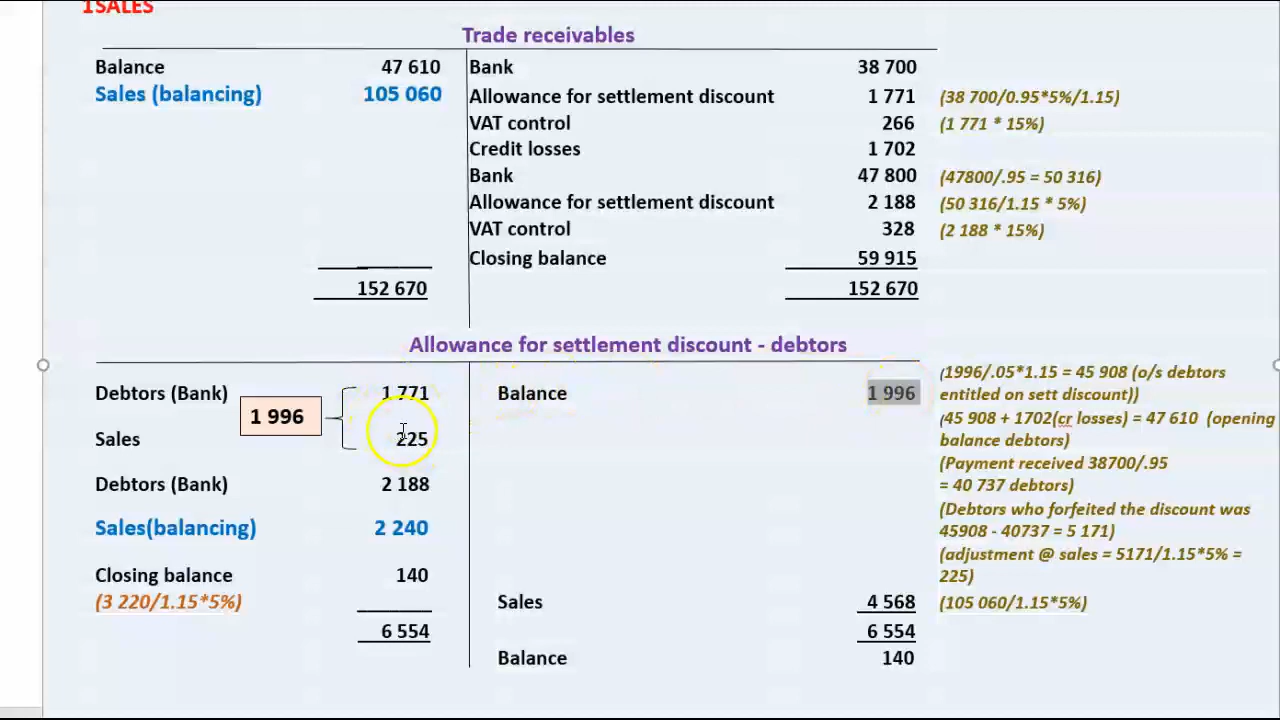 1SALES
Trade receivables
Balance 47 610 Bank 38 700
Sales (balancing) 105 060 Allowance for settlement discount 1 771 (38 700/0.95*5%/1.15)
VAT control 266 (1 771 * 15%)
Credit losses 1 702
Bank 47 800 (47800/.95 = 50 316)
Allowance for settlement discount 2 188 (50 316/1.15 * 5%)
VAT control 328 (2 188 * 15%)
Closing balance 59 915
152 670 152 670
Allowance for settlement discount - debtors
Debtors (Bank) 1 771 Balance 1 996 (1996/.05*1.15 = 45 908 (o/s debtors
entitled on sett discount))
1 996
(45 908 + 1702(cr losses) = 47 610 (opening
Sales 225 balance debtors)
(Payment received 38700/.95
Debtors (Bank) 2 188 = 40 737 debtors)
(Debtors who forfeited the discount was
Sales(balancing) 2 240 45908 - 40737 = 5 171)
(adjustment @ sales = 5171/1.15*5% =
Closing balance 140 225)
(3 220/1.15*5%) Sales 4 568 (105 060/1.15*5%)
6 554 6 554
Balance 140